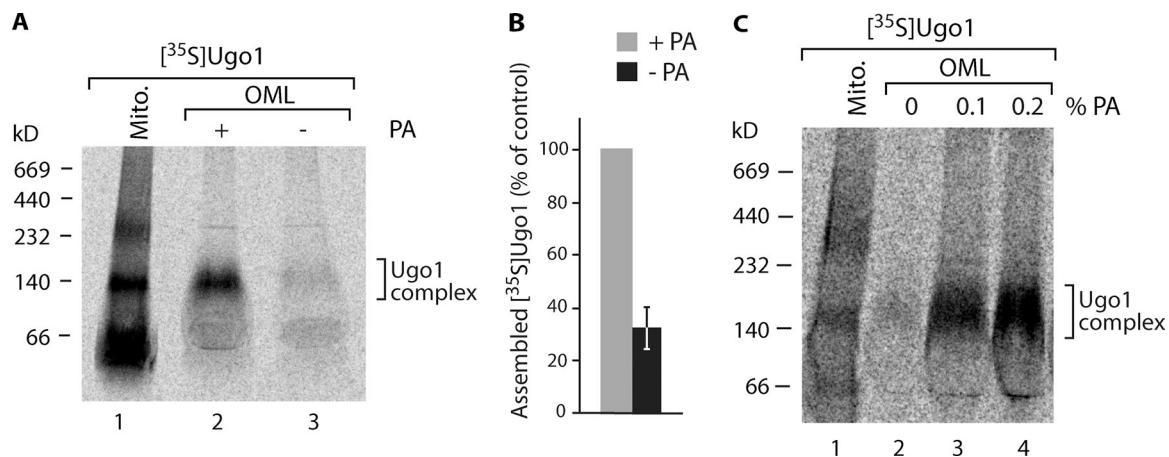 A
[35S]Ugo1
Mito.
OML
+ -
PA
kD
669
440
232
140
66
Ugo1
complex
1 2 3
B
+ PA
- PA
Assembled [35S]Ugo1 (% of control)
100
80
60
40
20
0
C
[35S]Ugo1
Mito.
OML
0 0.1 0.2 % PA
kD
669
440
232
140
66
Ugo1
complex
1 2 3 4